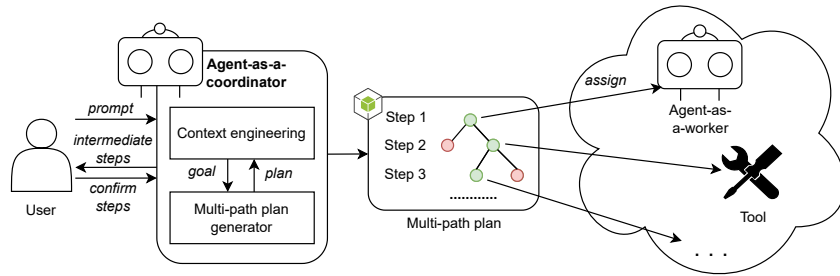 Agent-as-a-
coordinator
prompt
intermediate
steps
confirm
steps
User
Context engineering
goal
plan
Multi-path plan
generator
Step 1
Step 2
Step 3
............
Multi-path plan
assign
Agent-as-
a-worker
Tool
. . .